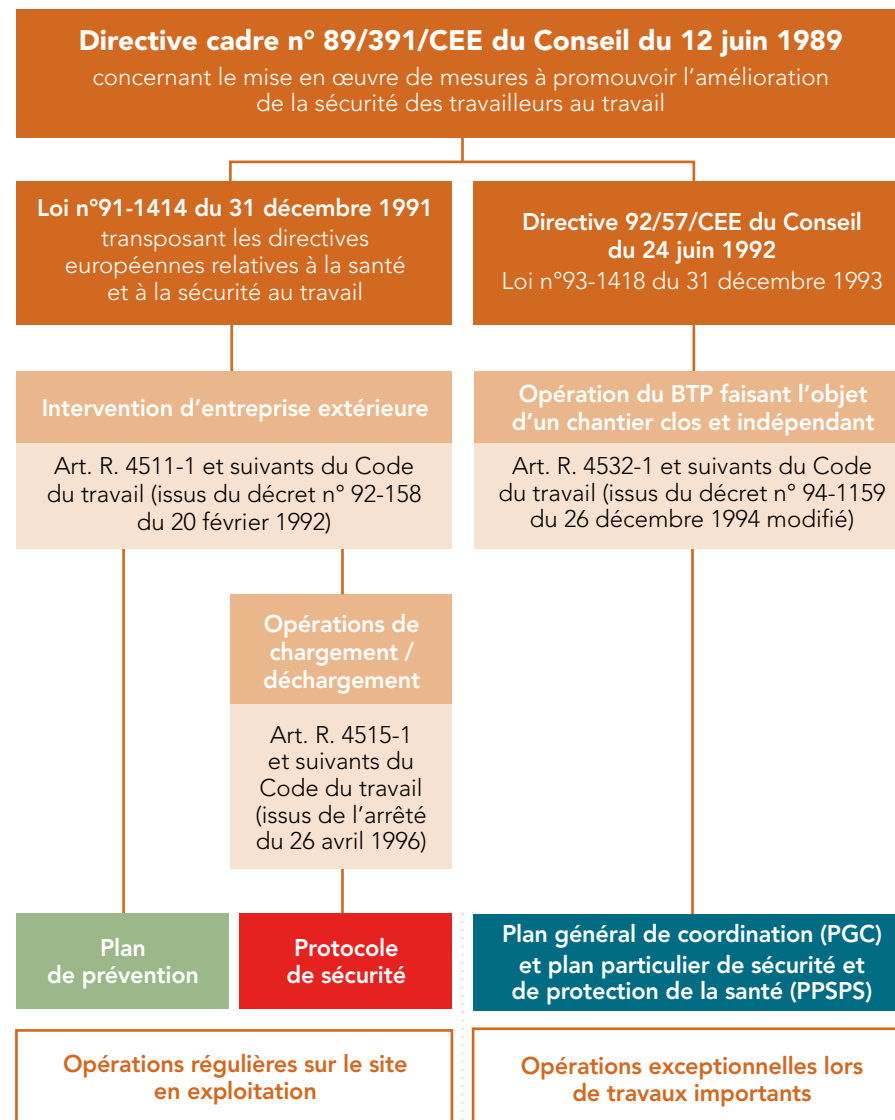 Directive cadre n° 89/391/CEE du Conseil du 12 juin 1989
concernant le mise en œuvre de mesures à promouvoir l'amélioration
de la sécurité des travailleurs au travail
Loi n°91-1414 du 31 décembre 1991
transposant les directives
européennes relatives à la santé
et à la sécurité au travail
Directive 92/57/CEE du Conseil
du 24 juin 1992
Loi n°93-1418 du 31 décembre 1993
Intervention d'entreprise extérieure
Art. R. 4511-1 et suivants du Code
du travail (issus du décret n° 92-158
du 20 février 1992)
Opération du BTP faisant l'objet
d'un chantier clos et indépendant
Art. R. 4532-1 et suivants du Code
du travail (issus du décret n° 94-1159
du 26 décembre 1994 modifié)
Opérations de
chargement /
déchargement
Art. R. 4515-1
et suivants du
Code du travail
(issus de l'arrêté
du 26 avril 1996)
Plan
de prévention
Protocole
de sécurité
Plan général de coordination (PGC)
et plan particulier de sécurité et
de protection de la santé (PPSPS)
Opérations régulières sur le site
en exploitation
Opérations exceptionnelles lors
de travaux importants